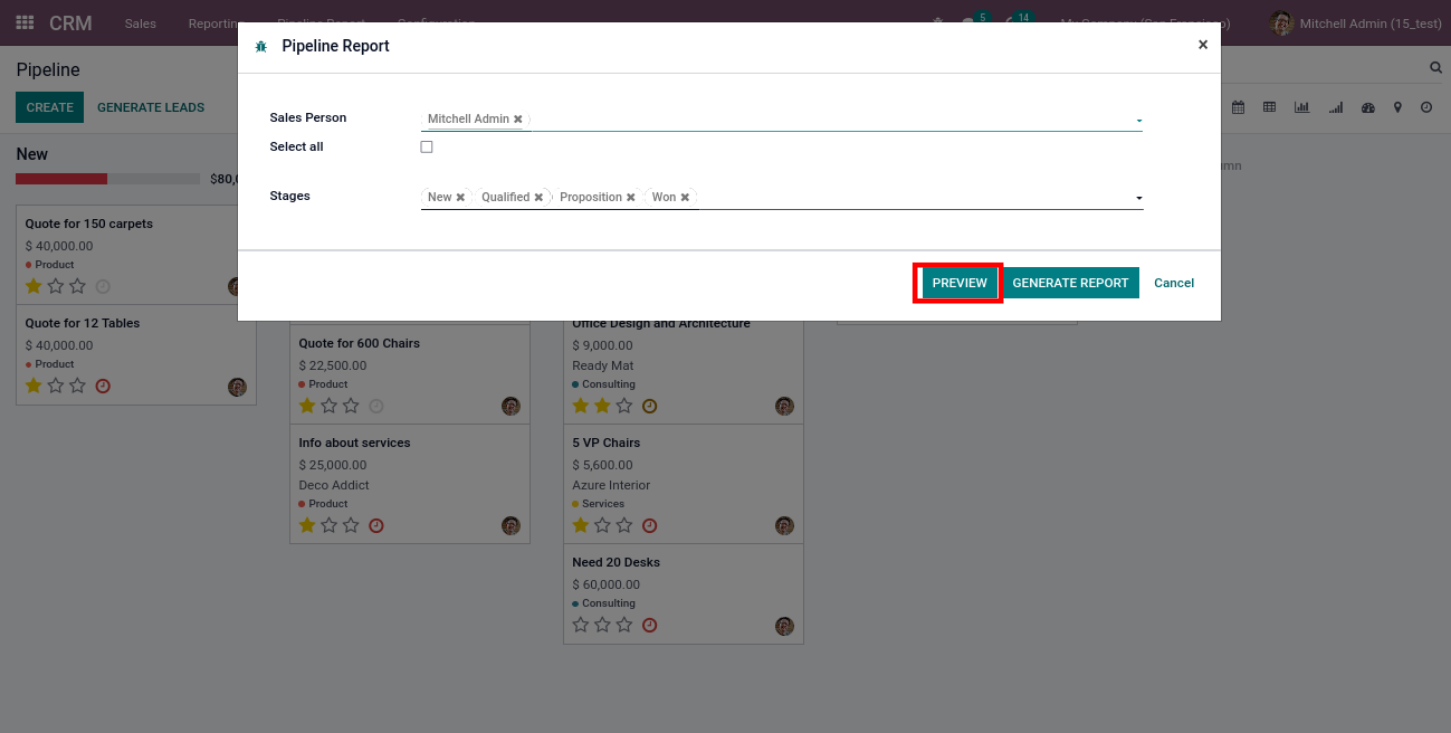 CRM Sales Reporting Pipeline Report Configuration 5 14 My Company (San Francisco) Mitchell Admin (15_test)
Pipeline Report ×
Pipeline
CREATE GENERATE LEADS
Sales Person Mitchell Admin ✖
Select all
Stages New ✖ Qualified ✖ Proposition ✖ Won ✖
PREVIEW GENERATE REPORT Cancel
New
$80,
Quote for 150 carpets
$ 40,000.00
Product
Quote for 12 Tables
$ 40,000.00
Product
Quote for 600 Chairs
$ 22,500.00
Product
Info about services
$ 25,000.00
Deco Addict
Product
Office Design and Architecture
$ 9,000.00
Ready Mat
Consulting
5 VP Chairs
$ 5,600.00
Azure Interior
Services
Need 20 Desks
$ 60,000.00
Consulting